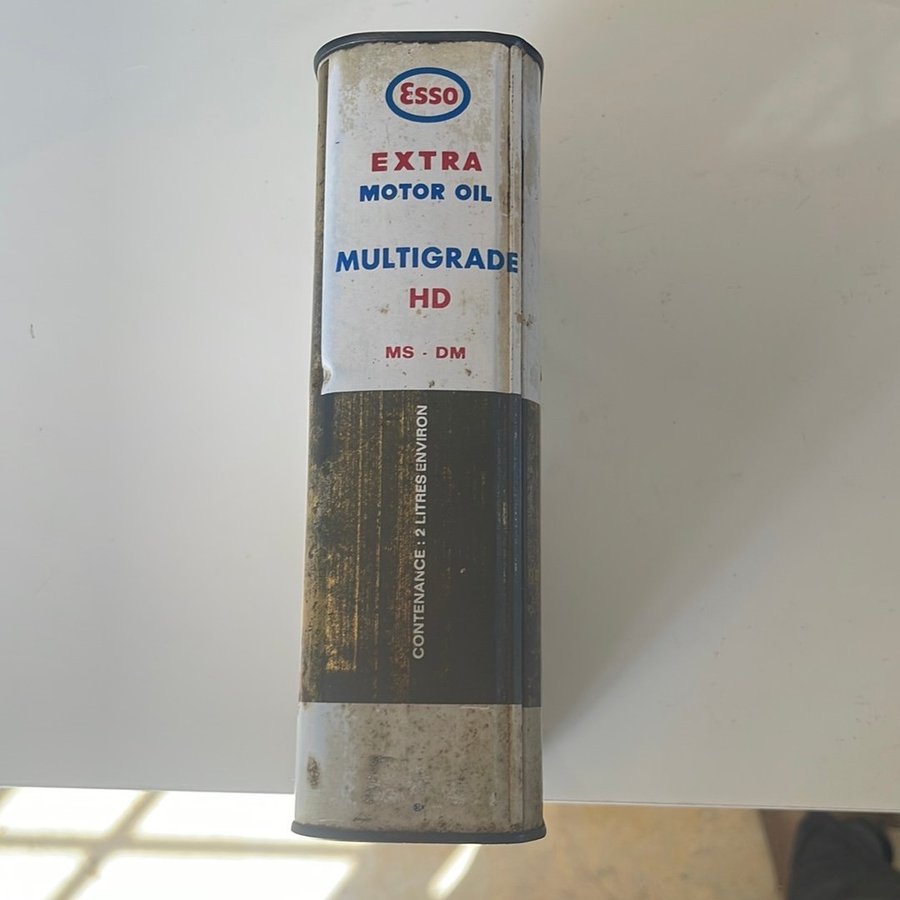 Esso
EXTRA
MOTOR OIL
MULTIGRADE
HD
MS - DM
CONTENANCE : 2 LITRES ENVIRON